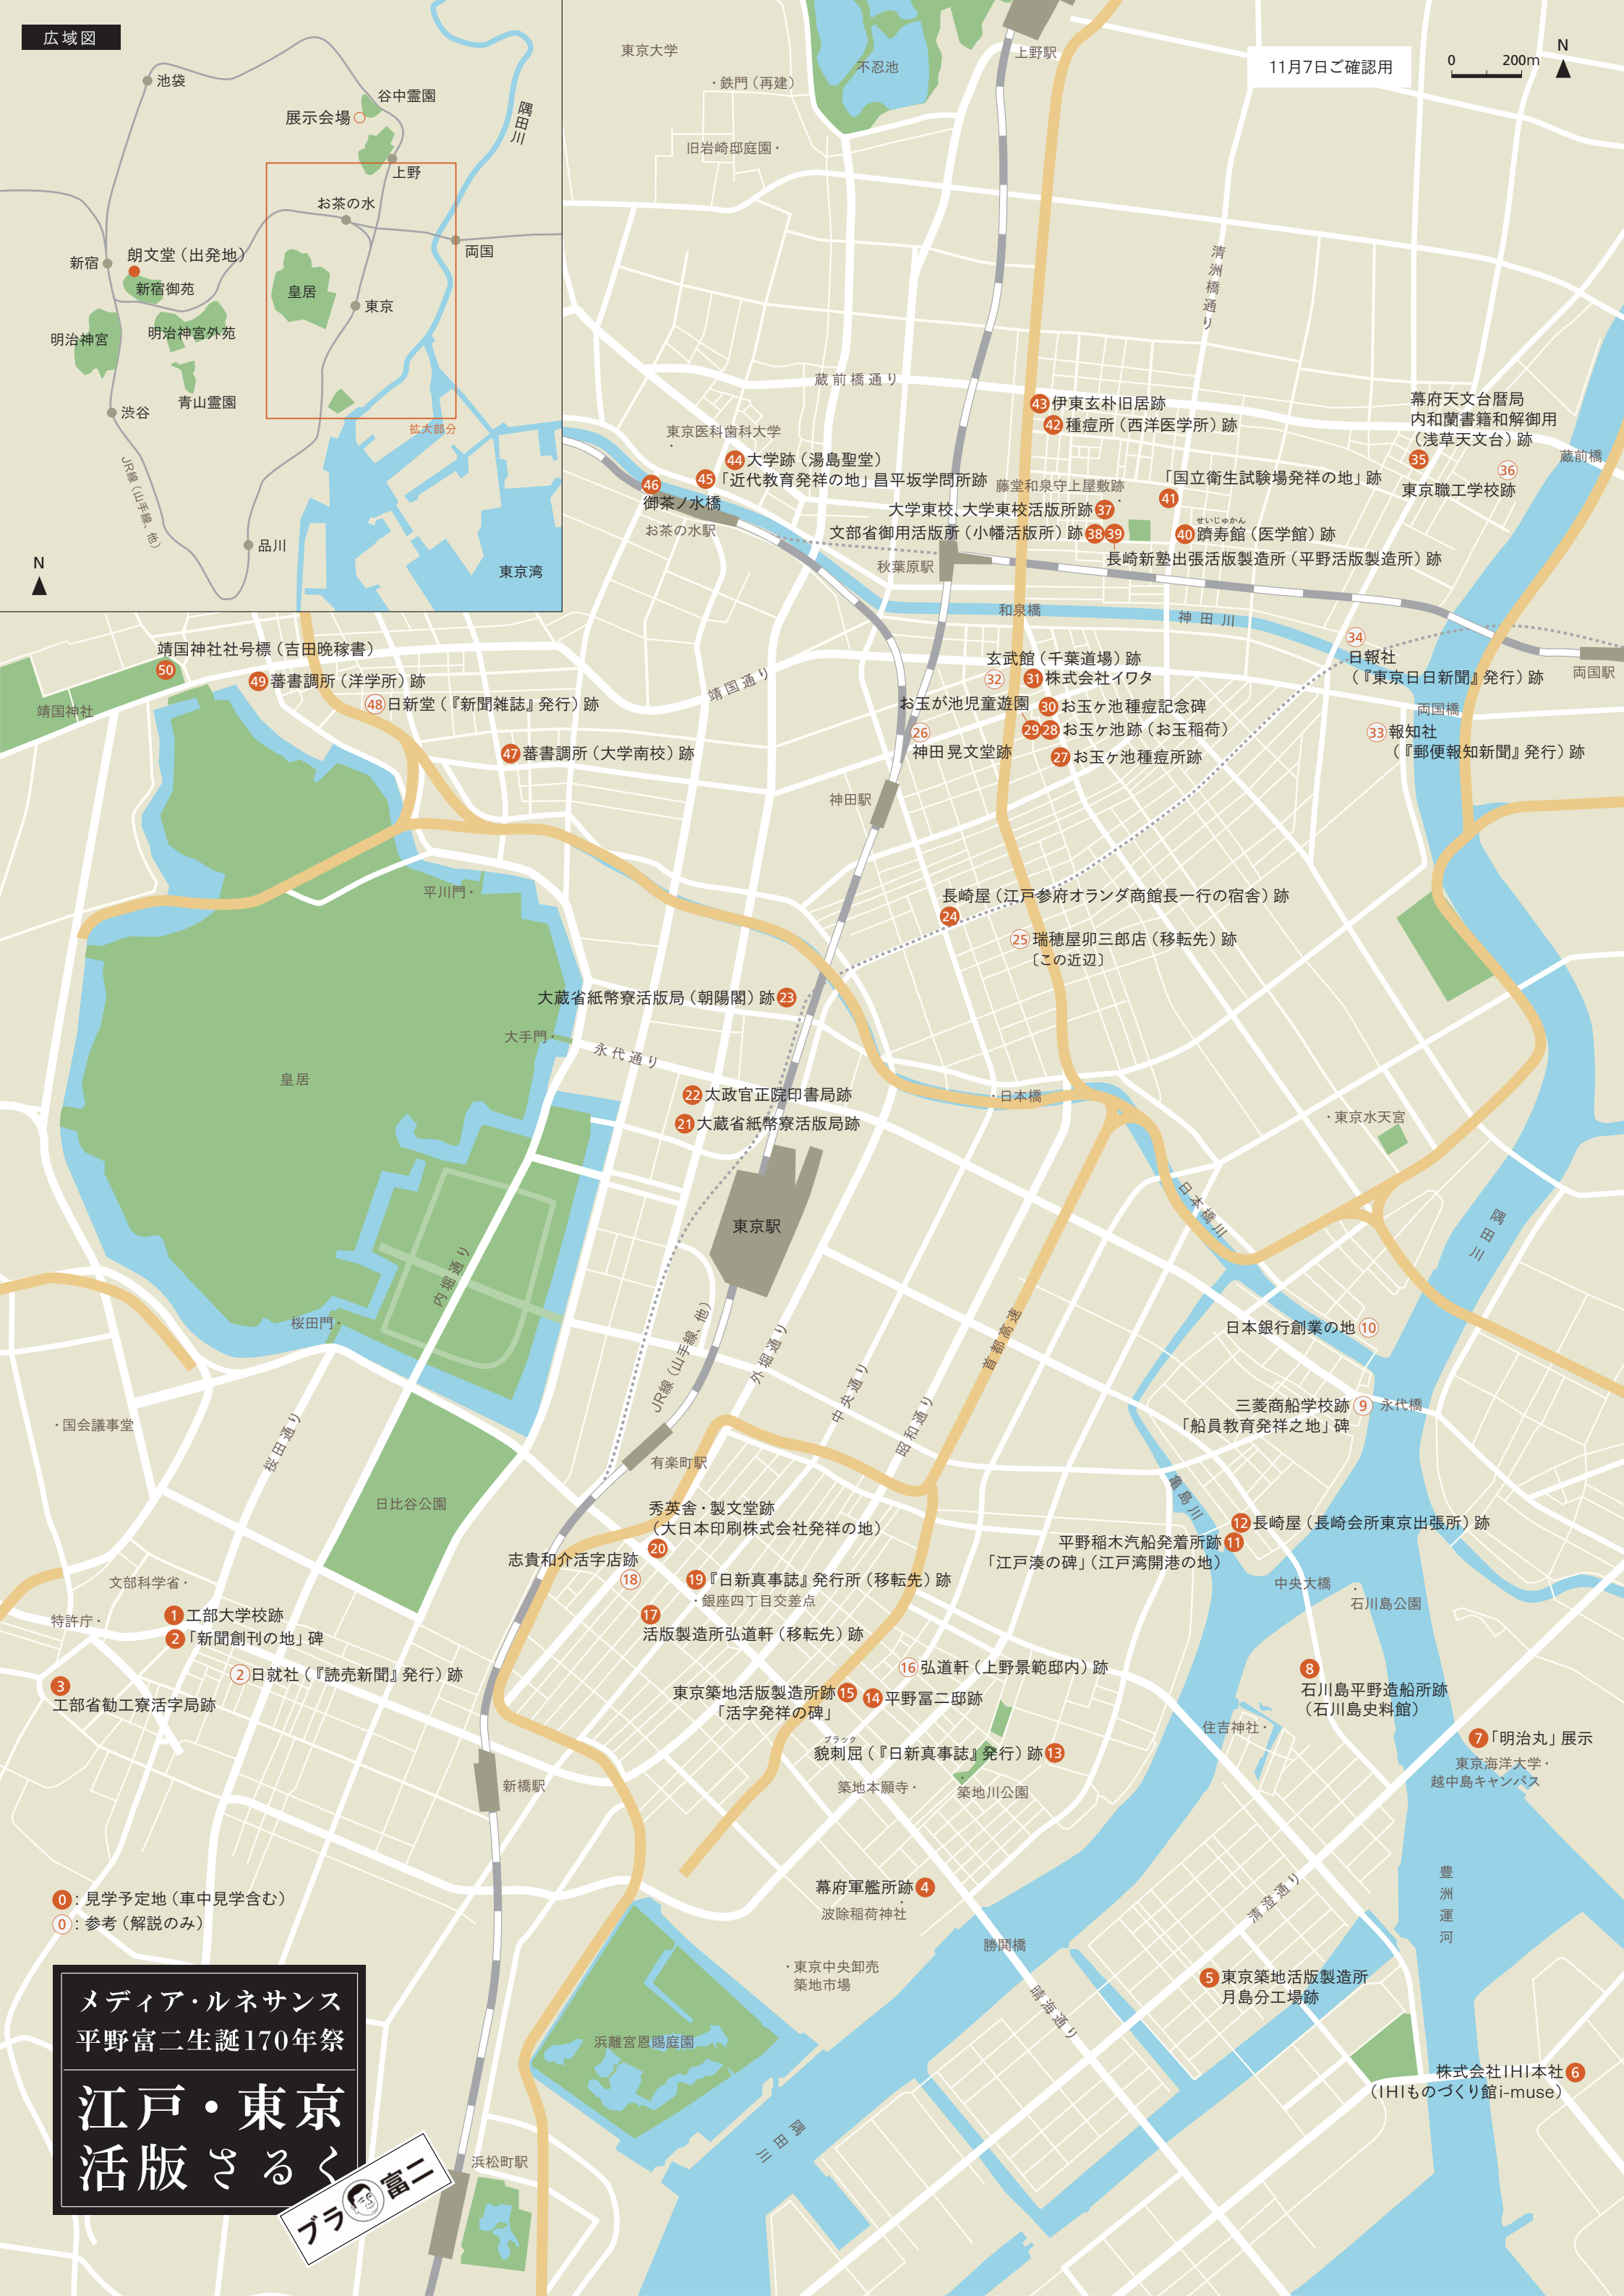 広域図
池袋
谷中霊園
展示会場
隅田川
上野
お茶の水
両国
新宿
朗文堂（出発地）
新宿御苑
皇居
東京
明治神宮
明治神宮外苑
青山霊園
渋谷
拡大部分
JR線（山手線、他）
品川
東京湾
N
東京大学
・鉄門（再建）
不忍池
上野駅
11月7日ご確認用
0 200m
N
旧岩崎邸庭園・
清洲橋通り
蔵前橋通り
43 伊東玄朴旧居跡
42 種痘所（西洋医学所）跡
幕府天文台暦局
内和蘭書籍和解御用
（浅草天文台）跡
35
36
東京職工学校跡
蔵前橋
東京医科歯科大学
・
44 大学跡（湯島聖堂）
45 「近代教育発祥の地」昌平坂学問所跡
46
御茶ノ水橋
お茶の水駅
藤堂和泉守上屋敷跡
・
「国立衛生試験場発祥の地」跡
41
大学東校、大学東校活版所跡 37
文部省御用活版所（小幡活版所）跡 38 39
せいじゅかん
40 躋寿館（医学館）跡
長崎新塾出張活版製造所（平野活版製造所）跡
秋葉原駅
和泉橋
神田川
34
日報社
（『東京日日新聞』発行）跡
両国駅
両国橋
33 報知社
（『郵便報知新聞』発行）跡
靖国神社社号標（吉田晩稼書）
50
49 蕃書調所（洋学所）跡
48 日新堂（『新聞雑誌』発行）跡
靖国神社
47 蕃書調所（大学南校）跡
靖国通り
玄武館（千葉道場）跡
32 31 株式会社イワタ
お玉が池児童遊園
30 お玉ヶ池種痘記念碑
29 28 お玉ヶ池跡（お玉稲荷）
26
神田晃文堂跡
27 お玉ヶ池種痘所跡
神田駅
平川門・
長崎屋（江戸参府オランダ商館長一行の宿舎）跡
24
25 瑞穂屋卯三郎店（移転先）跡
〔この近辺〕
大蔵省紙幣寮活版局（朝陽閣）跡 23
大手門・
永代通り
皇居
22 太政官正院印書局跡
21 大蔵省紙幣寮活版局跡
・日本橋
・東京水天宮
日本橋川
隅田川
東京駅
内堀通り
桜田門・
JR線（山手線、他）
外堀通り
中央通り
昭和通り
首都高速
日本銀行創業の地 10
三菱商船学校跡 9 永代橋
「船員教育発祥之地」碑
・国会議事堂
桜田通り
有楽町駅
日比谷公園
亀島川
秀英舎・製文堂跡
（大日本印刷株式会社発祥の地）
20
志貴和介活字店跡
18
19 『日新真事誌』発行所（移転先）跡
・銀座四丁目交差点
17
活版製造所弘道軒（移転先）跡
12 長崎屋（長崎会所東京出張所）跡
平野稲木汽船発着所跡 11
「江戸湊の碑」（江戸湾開港の地）
中央大橋
・
石川島公園
文部科学省・
特許庁・
1 工部大学校跡
2 「新聞創刊の地」碑
2 日就社（『読売新聞』発行）跡
3
工部省勧工寮活字局跡
16 弘道軒（上野景範邸内）跡
東京築地活版製造所跡 15
「活字発祥の碑」
14 平野富二邸跡
ブラック
貌刺屈（『日新真事誌』発行）跡 13
築地本願寺・
・
築地川公園
8
石川島平野造船所跡
（石川島史料館）
住吉神社・
7 「明治丸」展示
東京海洋大学・
越中島キャンパス
新橋駅
幕府軍艦所跡 4
・
波除稲荷神社
豊洲運河
清澄通り
勝鬨橋
・東京中央卸売
築地市場
5 東京築地活版製造所
月島分工場跡
晴海通り
0：見学予定地（車中見学含む）
0：参考（解説のみ）
浜離宮恩賜庭園
株式会社IHI本社 6
（IHIものづくり館i-muse）
隅田川
浜松町駅
メディア・ルネサンス
平野富二生誕170年祭
江戸・東京
活版さるく
ブラ富二